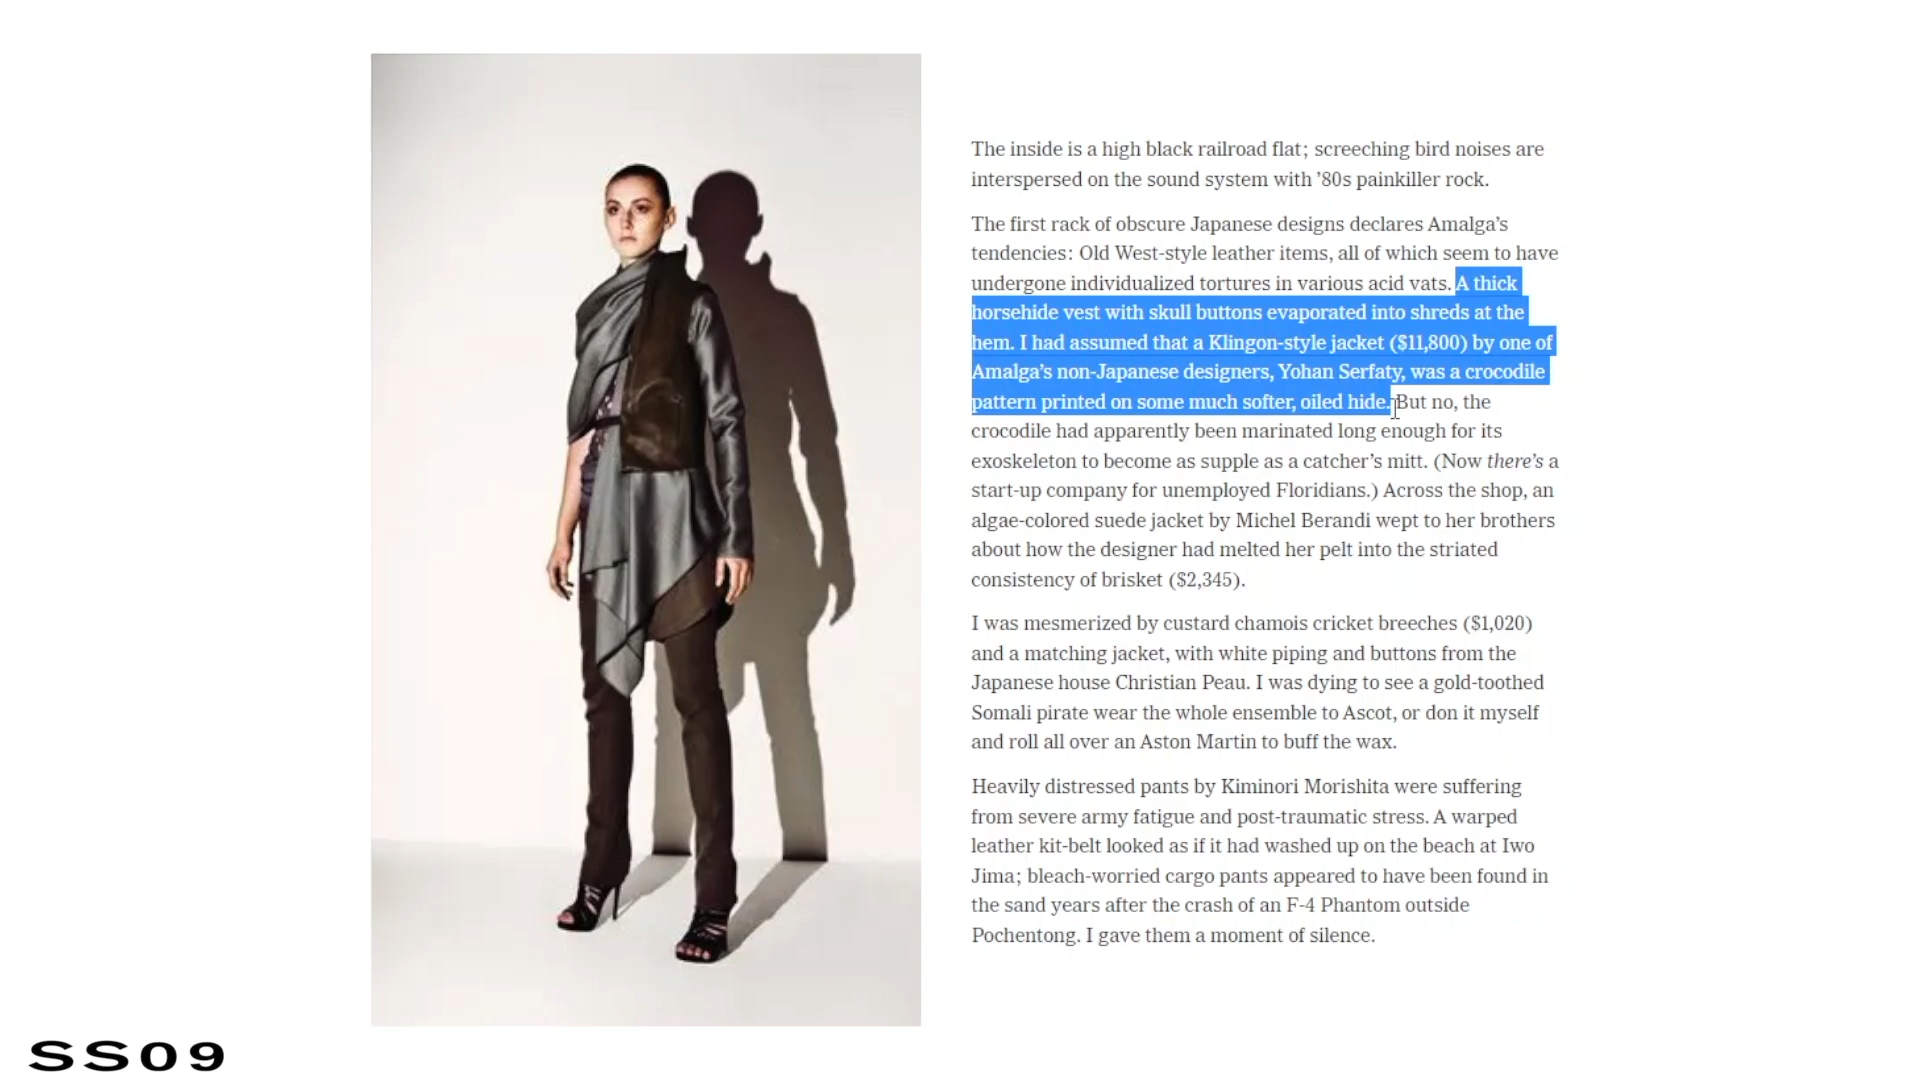 The inside is a high black railroad flat; screeching bird noises are
interspersed on the sound system with ’80s painkiller rock.
The first rack of obscure Japanese designs declares Amalga’s
tendencies: Old West-style leather items, all of which seem to have
undergone individualized tortures in various acid vats. A thick
horsehide vest with skull buttons evaporated into shreds at the
hem. I had assumed that a Klingon-style jacket ($11,800) by one of
Amalga’s non-Japanese designers, Yohan Serfaty, was a crocodile
pattern printed on some much softer, oiled hide. But no, the
crocodile had apparently been marinated long enough for its
exoskeleton to become as supple as a catcher’s mitt. (Now there’s a
start-up company for unemployed Floridians.) Across the shop, an
algae-colored suede jacket by Michel Berandi wept to her brothers
about how the designer had melted her pelt into the striated
consistency of brisket ($2,345).
I was mesmerized by custard chamois cricket breeches ($1,020)
and a matching jacket, with white piping and buttons from the
Japanese house Christian Peau. I was dying to see a gold-toothed
Somali pirate wear the whole ensemble to Ascot, or don it myself
and roll all over an Aston Martin to buff the wax.
Heavily distressed pants by Kiminori Morishita were suffering
from severe army fatigue and post-traumatic stress. A warped
leather kit-belt looked as if it had washed up on the beach at Iwo
Jima; bleach-worried cargo pants appeared to have been found in
the sand years after the crash of an F-4 Phantom outside
Pochentong. I gave them a moment of silence.
SS09